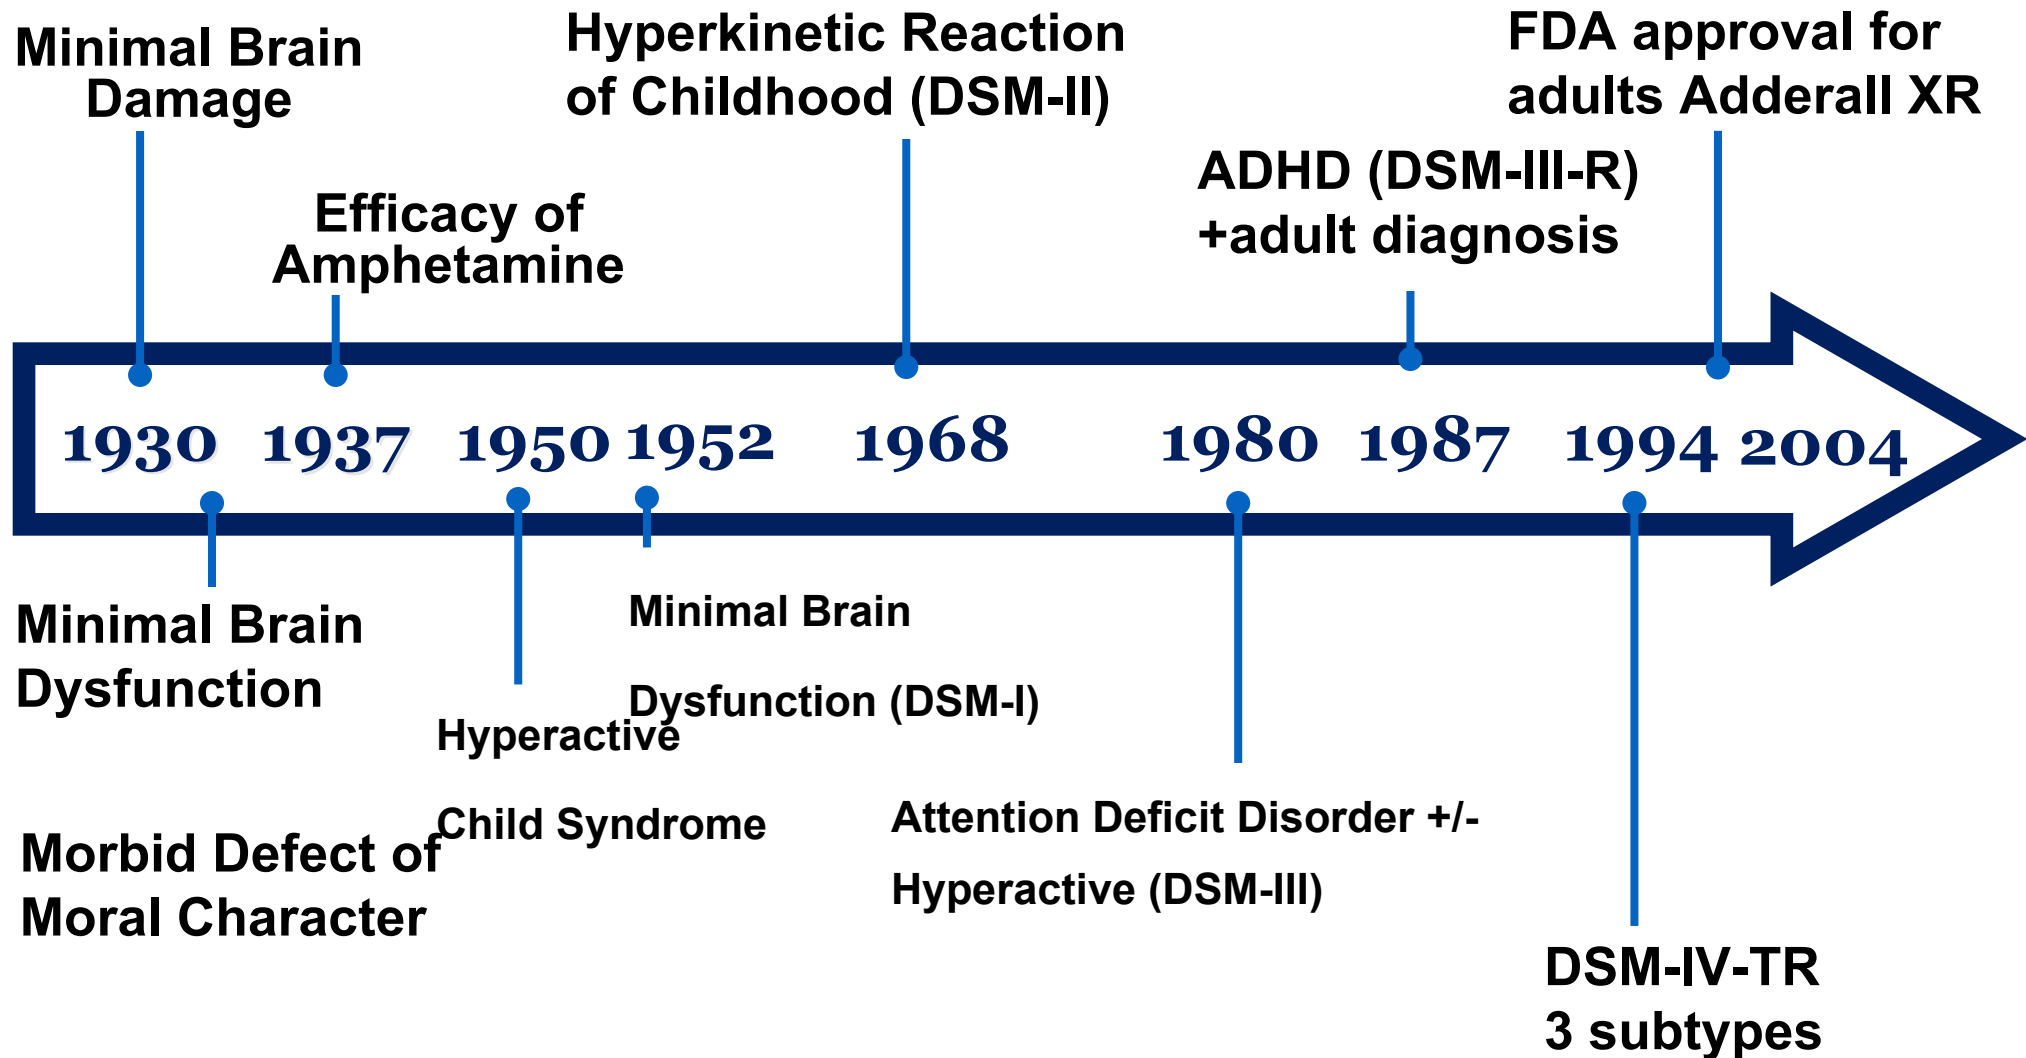 Minimal Brain
Damage
Hyperkinetic Reaction
of Childhood (DSM-II)
FDA approval for
adults Adderall XR
Efficacy of
Amphetamine
ADHD (DSM-III-R)
+adult diagnosis
1930 1937 1950 1952 1968 1980 1987 1994 2004
Minimal Brain
Dysfunction
Minimal Brain
Dysfunction (DSM-I)
Hyperactive
Child Syndrome
Morbid Defect of
Moral Character
Attention Deficit Disorder +/-
Hyperactive (DSM-III)
DSM-IV-TR
3 subtypes